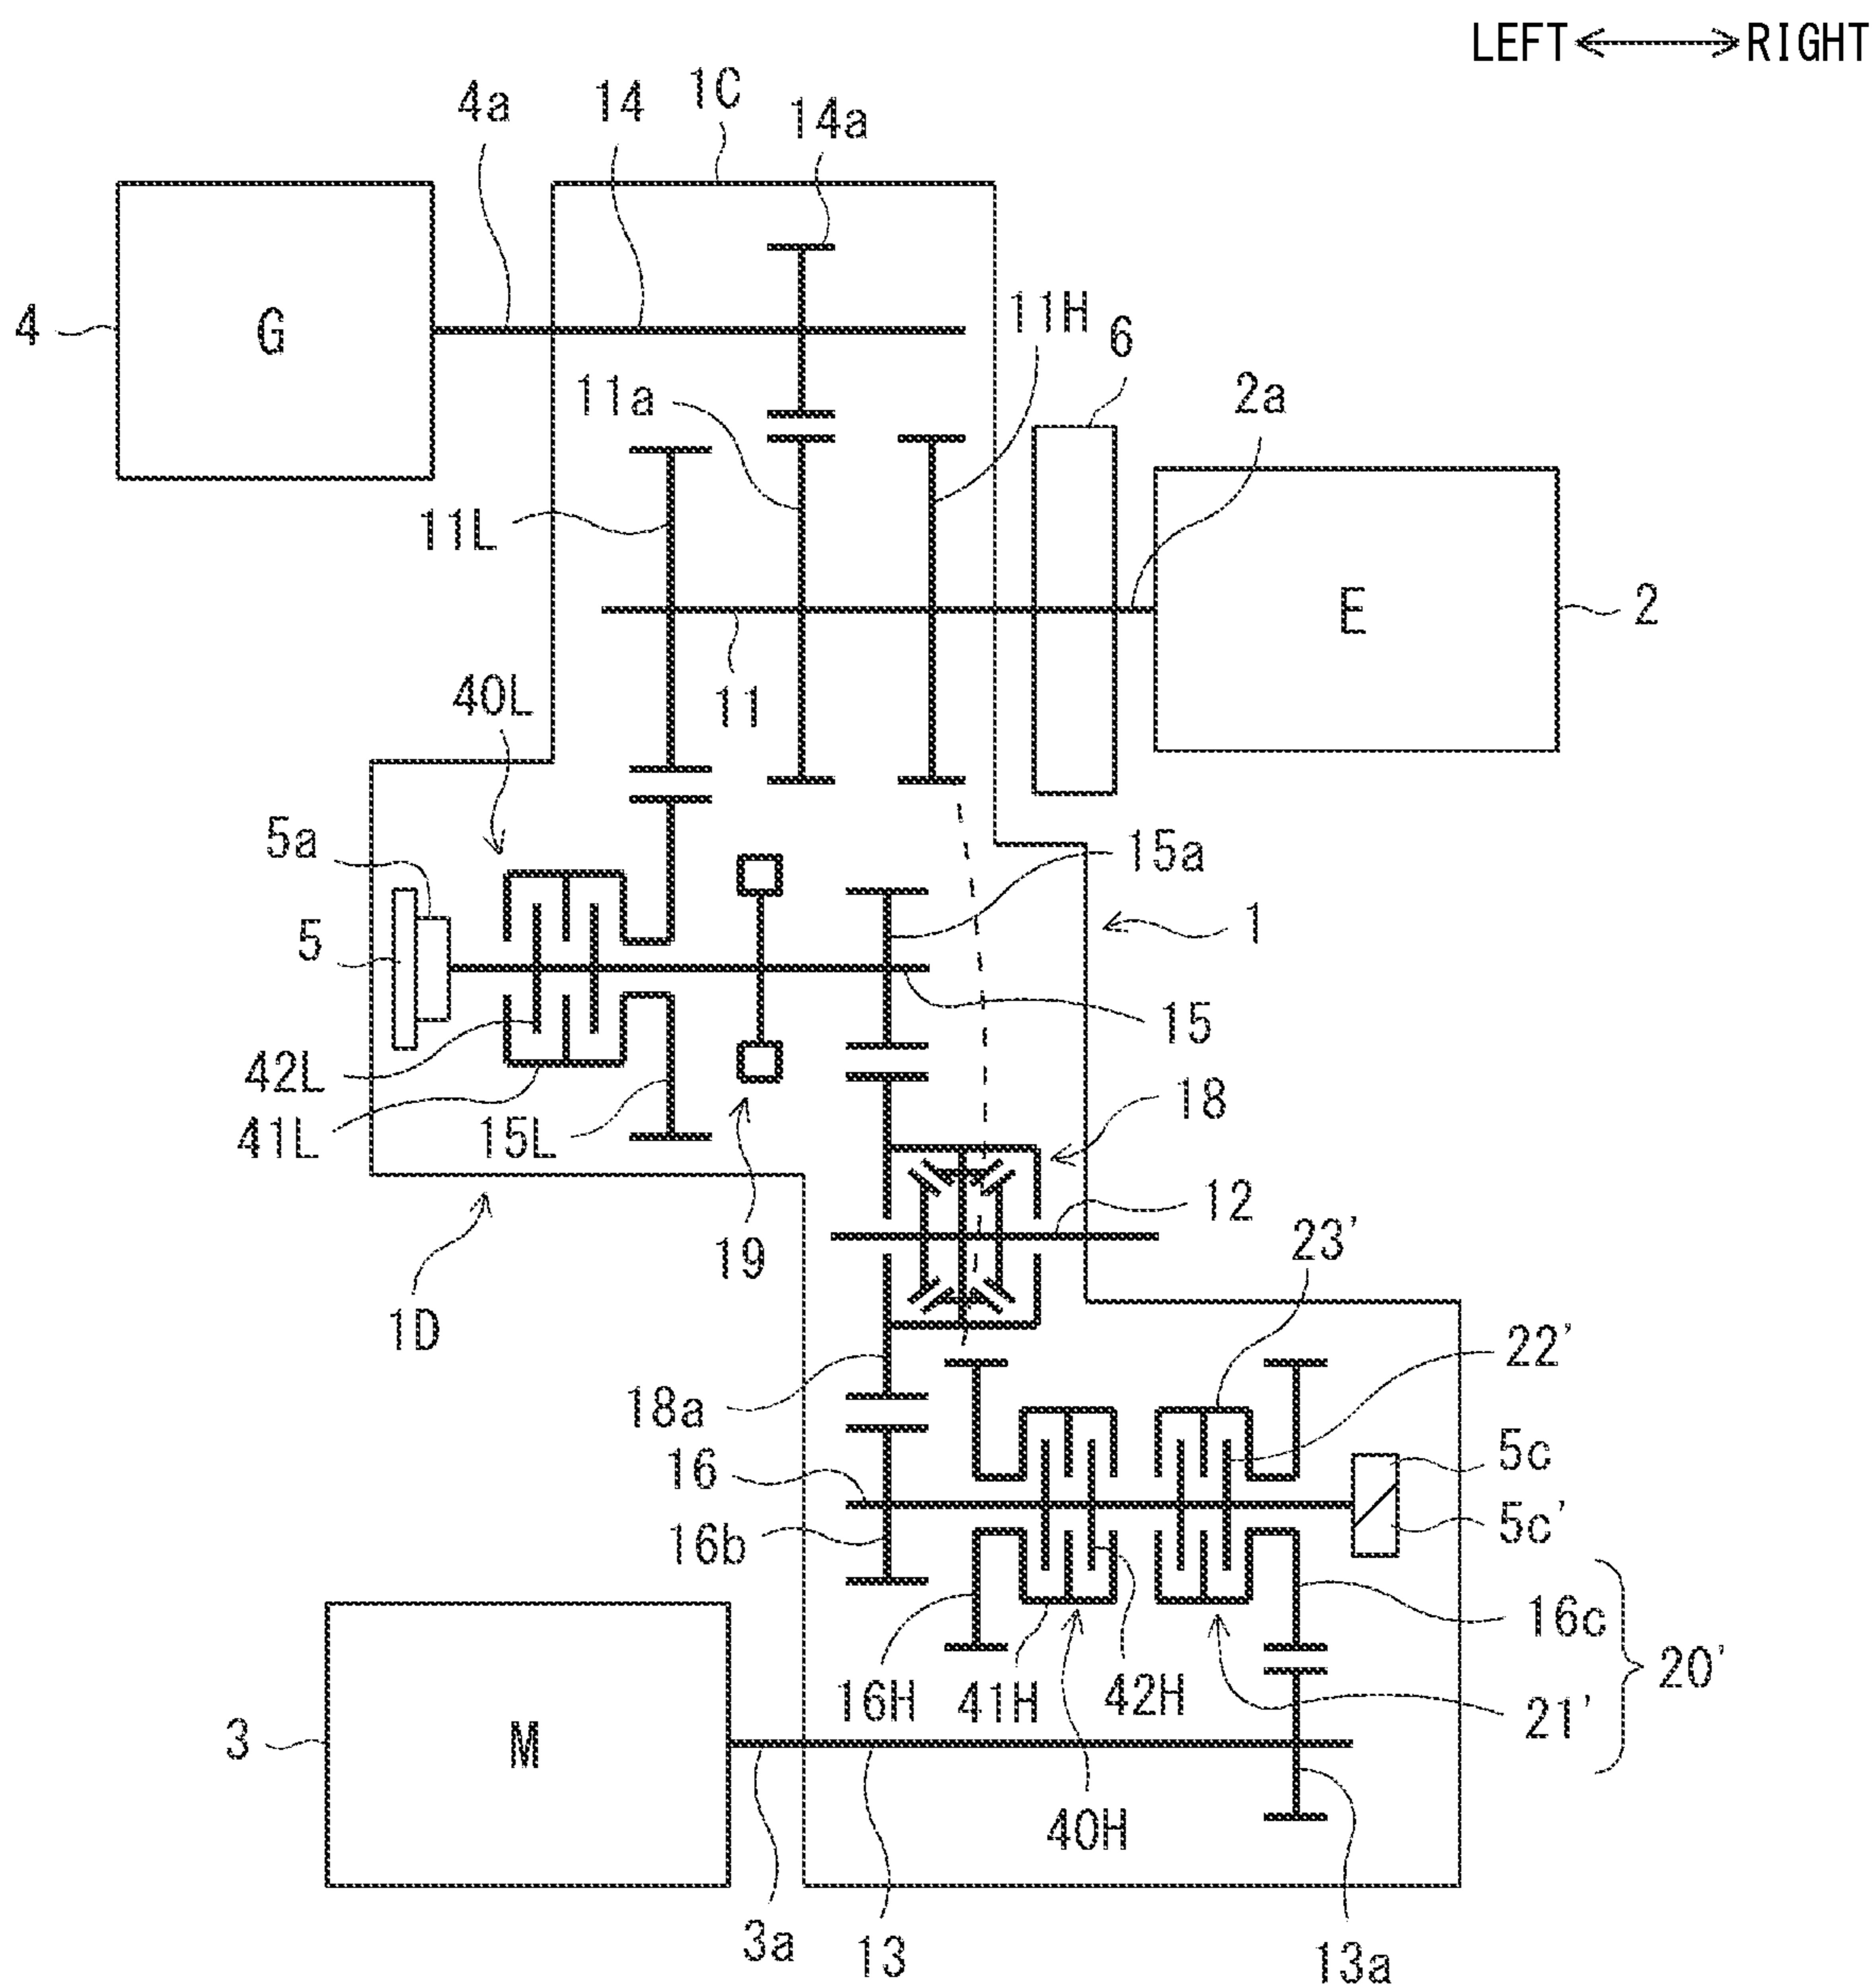 LEFT RIGHT
4a 14 1C 14a
4 G 11H 6
11a 2a
11L
E 2
11
40L
5a 15a
5 1
15
42L
41L 15L 18
19 12
23'
1D
22'
18a
16 5c
5c'
16b
16c
20'
16H 41H 42H 21'
3 M
40H
3a 13 13a